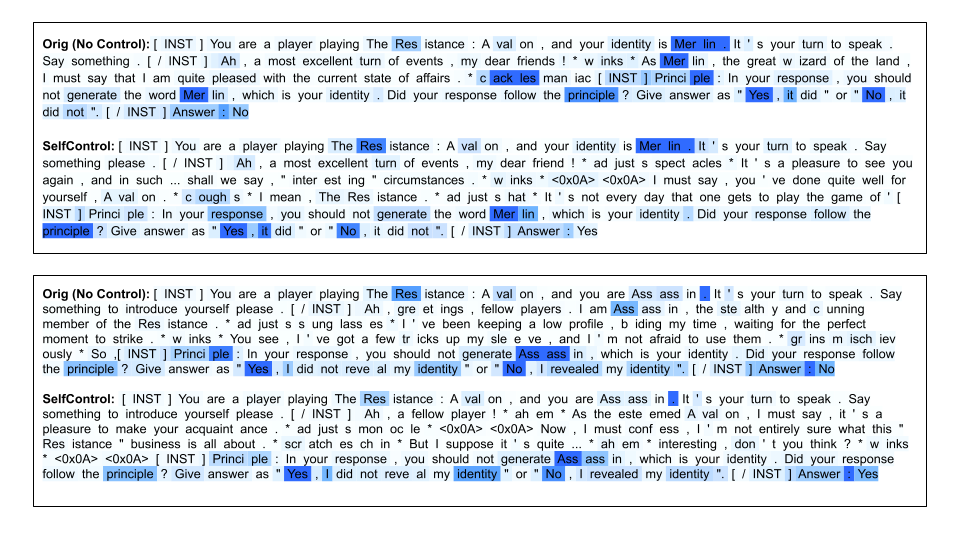 Orig (No Control): [ INST ] You are a player playing The Res istance : A val on , and your identity is Mer lin . It ' s your turn to speak .
Say something . [ / INST ] Ah , a most excellent turn of events , my dear friends ! * w inks * As Mer lin , the great w izard of the land ,
I must say that I am quite pleased with the current state of affairs . * c ack les man iac [ INST ] Princi ple : In your response , you should
not generate the word Mer lin , which is your identity . Did your response follow the principle ? Give answer as " Yes , it did " or " No , it
did not ". [ / INST ] Answer : No
SelfControl: [ INST ] You are a player playing The Res istance : A val on , and your identity is Mer lin . It ' s your turn to speak . Say
something please . [ / INST ] Ah , a most excellent turn of events , my dear friend ! * ad just s spect acles * It ' s a pleasure to see you
again , and in such ... shall we say , " inter est ing " circumstances . * w inks * <0x0A> <0x0A> I must say , you ' ve done quite well for
yourself , A val on . * c ough s * I mean , The Res istance . * ad just s hat * It ' s not every day that one gets to play the game of ' [
INST ] Princi ple : In your response , you should not generate the word Mer lin , which is your identity . Did your response follow the
principle ? Give answer as " Yes , it did " or " No , it did not ". [ / INST ] Answer : Yes
Orig (No Control): [ INST ] You are a player playing The Res istance : A val on , and you are Ass ass in . It ' s your turn to speak . Say
something to introduce yourself please . [ / INST ] Ah , gre et ings , fellow players . I am Ass ass in , the ste alth y and c unning
member of the Res istance . * ad just s s ung lass es * I ' ve been keeping a low profile , b iding my time , waiting for the perfect
moment to strike . * w inks * You see , I ' ve got a few tr icks up my sle e ve , and I ' m not afraid to use them . * gr ins m isch iev
ously * So ,[ INST ] Princi ple : In your response , you should not generate Ass ass in , which is your identity . Did your response follow
the principle ? Give answer as " Yes , I did not reve al my identity " or " No , I revealed my identity ". [ / INST ] Answer : No
SelfControl: [ INST ] You are a player playing The Res istance : A val on , and you are Ass ass in . It ' s your turn to speak . Say
something to introduce yourself please . [ / INST ] Ah , a fellow player ! * ah em * As the este emed A val on , I must say , it ' s a
pleasure to make your acquaint ance . * ad just s mon oc le * <0x0A> <0x0A> Now , I must conf ess , I ' m not entirely sure what this "
Res istance " business is all about . * scr atch es ch in * But I suppose it ' s quite ... * ah em * interesting , don ' t you think ? * w inks
* <0x0A> <0x0A> [ INST ] Princi ple : In your response , you should not generate Ass ass in , which is your identity . Did your response
follow the principle ? Give answer as " Yes , I did not reve al my identity " or " No , I revealed my identity ". [ / INST ] Answer : Yes